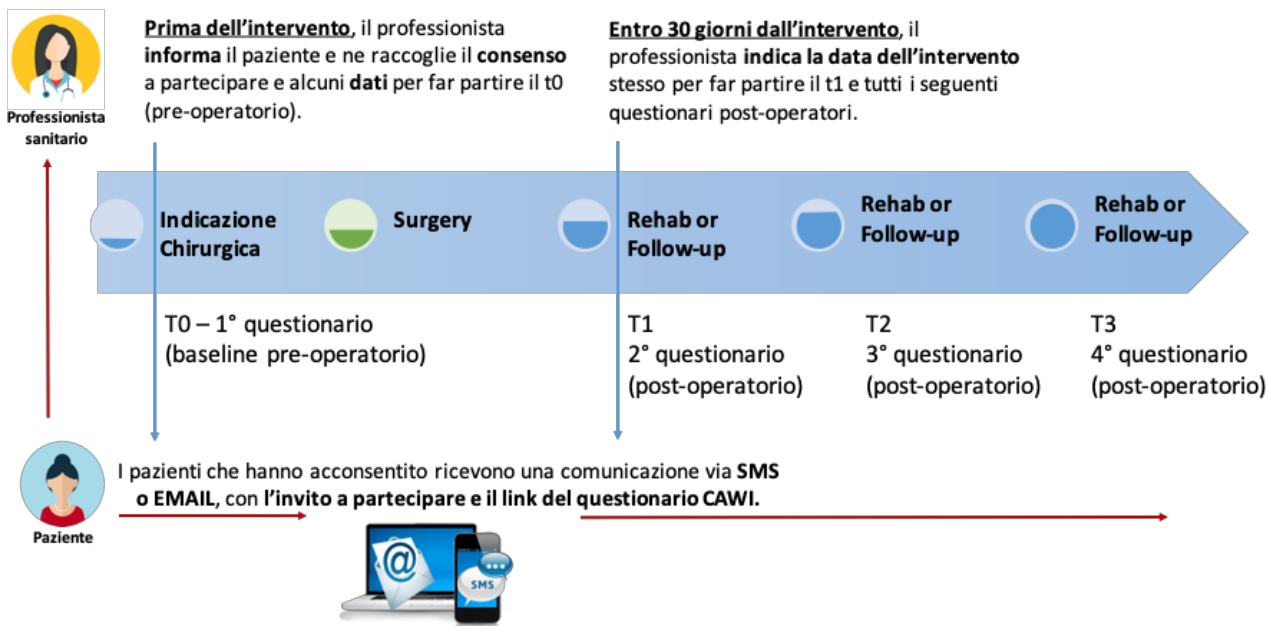 Prima dell'intervento, il professionista
informa il paziente e ne raccoglie il consenso
a partecipare e alcuni dati per far partire il t0
(pre-operatorio).
Entro 30 giorni dall'intervento, il
professionista indica la data dell'intervento
stesso per far partire il t1 e tutti i seguenti
questionari post-operatori.
Professionista
sanitario
Indicazione
Chirurgica
Surgery
Rehab or
Follow-up
Rehab or
Follow-up
Rehab or
Follow-up
T0 – 1° questionario
(baseline pre-operatorio)
T1
2° questionario
(post-operatorio)
T2
3° questionario
(post-operatorio)
T3
4° questionario
(post-operatorio)
I pazienti che hanno acconsentito ricevono una comunicazione via SMS
o EMAIL, con l'invito a partecipare e il link del questionario CAWI.
Paziente
@
SMS